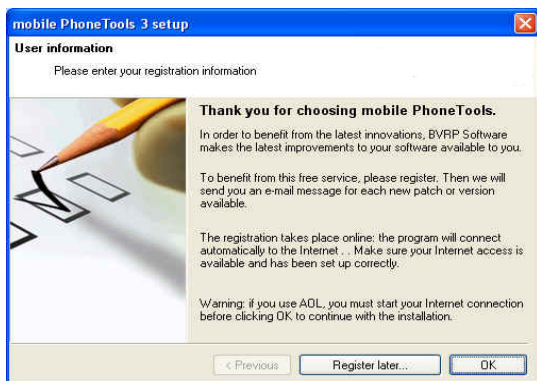 mobile PhoneTools 3 setup
User information
Please enter your registration information
Thank you for choosing mobile PhoneTools.
In order to benefit from the latest innovations, BVRP Software
makes the latest improvements to your software available to you.
To benefit from this free service, please register. Then we will
send you an e-mail message for each new patch or version
available.
The registration takes place online: the program will connect
automatically to the Internet . . Make sure your Internet access is
available and has been set up correctly.
Warning: if you use AOL, you must start your Internet connection
before clicking OK to continue with the installation.
< Previous
Register later...
OK